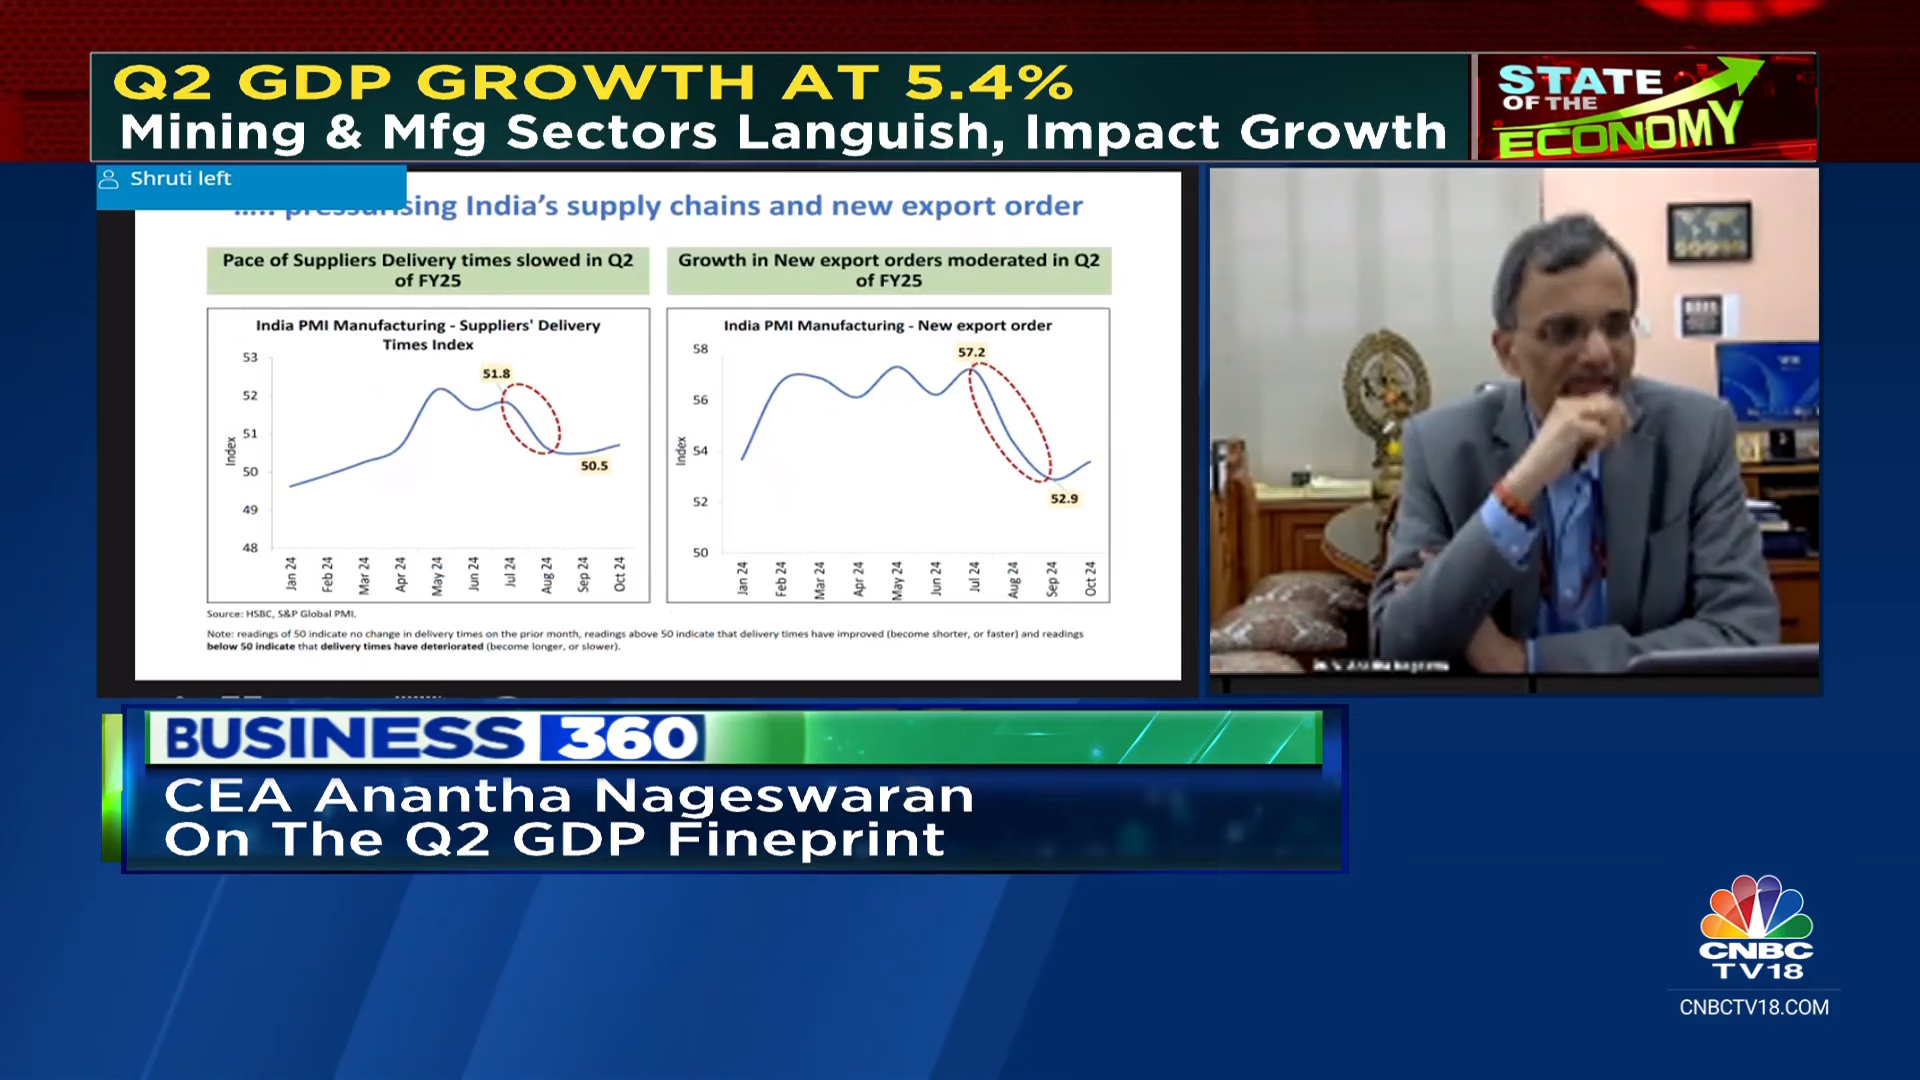 Q2 GDP GROWTH AT 5.4%
Mining & Mfg Sectors Languish, Impact Growth
STATE
OF THE
ECONOMY
Shruti left
sing India's supply chains and new export order
Pace of Suppliers Delivery times slowed in Q2
of FY25
India PMI Manufacturing - Suppliers' Delivery
Times Index
53
52
51
50
49
48
Index
51.8
50.5
Jan 24
Feb 24
Mar 24
Apr 24
May 24
Jun 24
Jul 24
Aug 24
Sep 24
Oct 24
Growth in New export orders moderated in Q2
of FY25
India PMI Manufacturing - New export order
58
56
54
52
50
Index
57.2
52.9
Jan 24
Feb 24
Mar 24
Apr 24
May 24
Jun 24
Jul 24
Aug 24
Sep 24
Oct 24
Source: HSBC, S&P Global PMI.
Note: readings of 50 indicate no change in delivery times on the prior month, readings above 50 indicate that delivery times have improved (become shorter, or faster) and readings
below 50 indicate that delivery times have deteriorated (become longer, or slower).
BUSINESS 360
CEA Anantha Nageswaran
On The Q2 GDP Fineprint
CNBC
TV18
CNBCTV18.COM